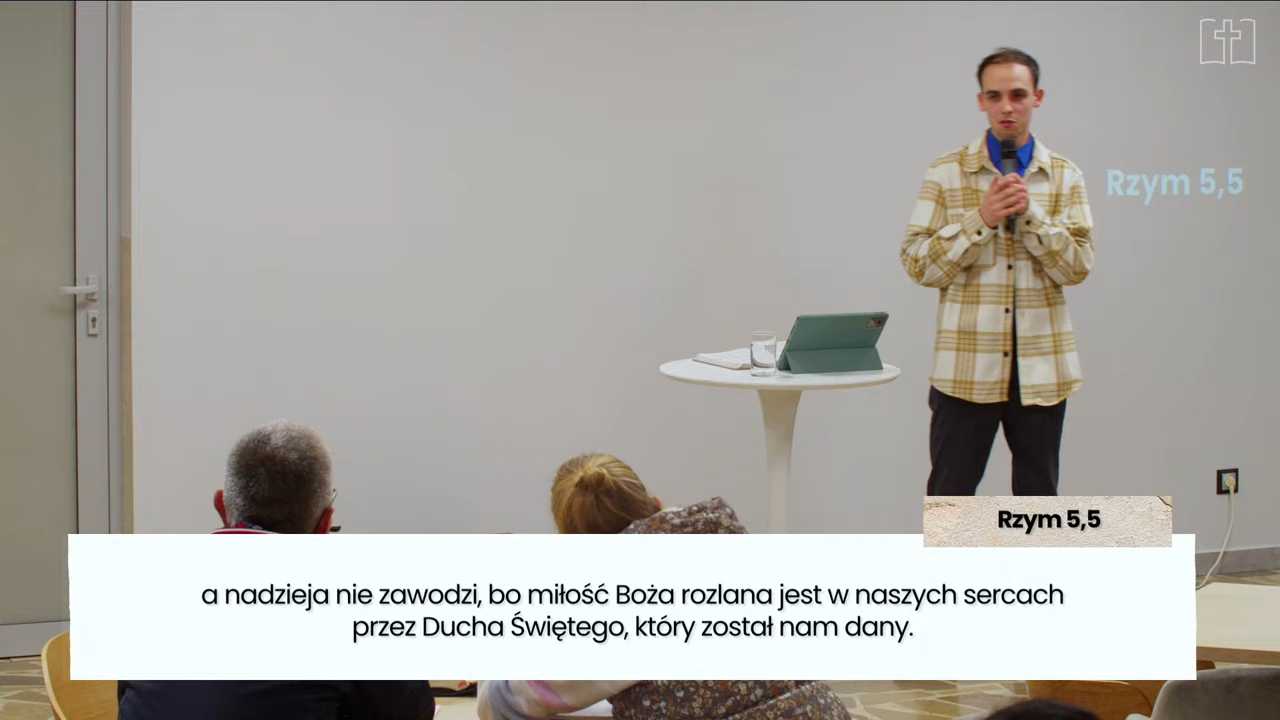 Rzym 5,5
Rzym 5,5
a nadzieja nie zawodzi, bo miłość Boża rozlana jest w naszych sercach
przez Ducha Świętego, który został nam dany.